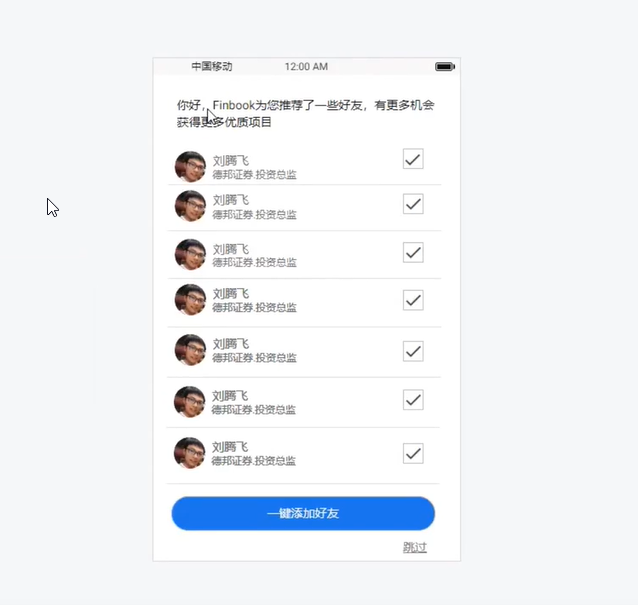 中国移动 12:00 AM
你好，Finbook为您推荐了一些好友，有更多机会
获得更多优质项目
刘腾飞
德邦证券.投资总监
刘腾飞
德邦证券.投资总监
刘腾飞
德邦证券.投资总监
刘腾飞
德邦证券.投资总监
刘腾飞
德邦证券.投资总监
刘腾飞
德邦证券.投资总监
刘腾飞
德邦证券.投资总监
一键添加好友
跳过